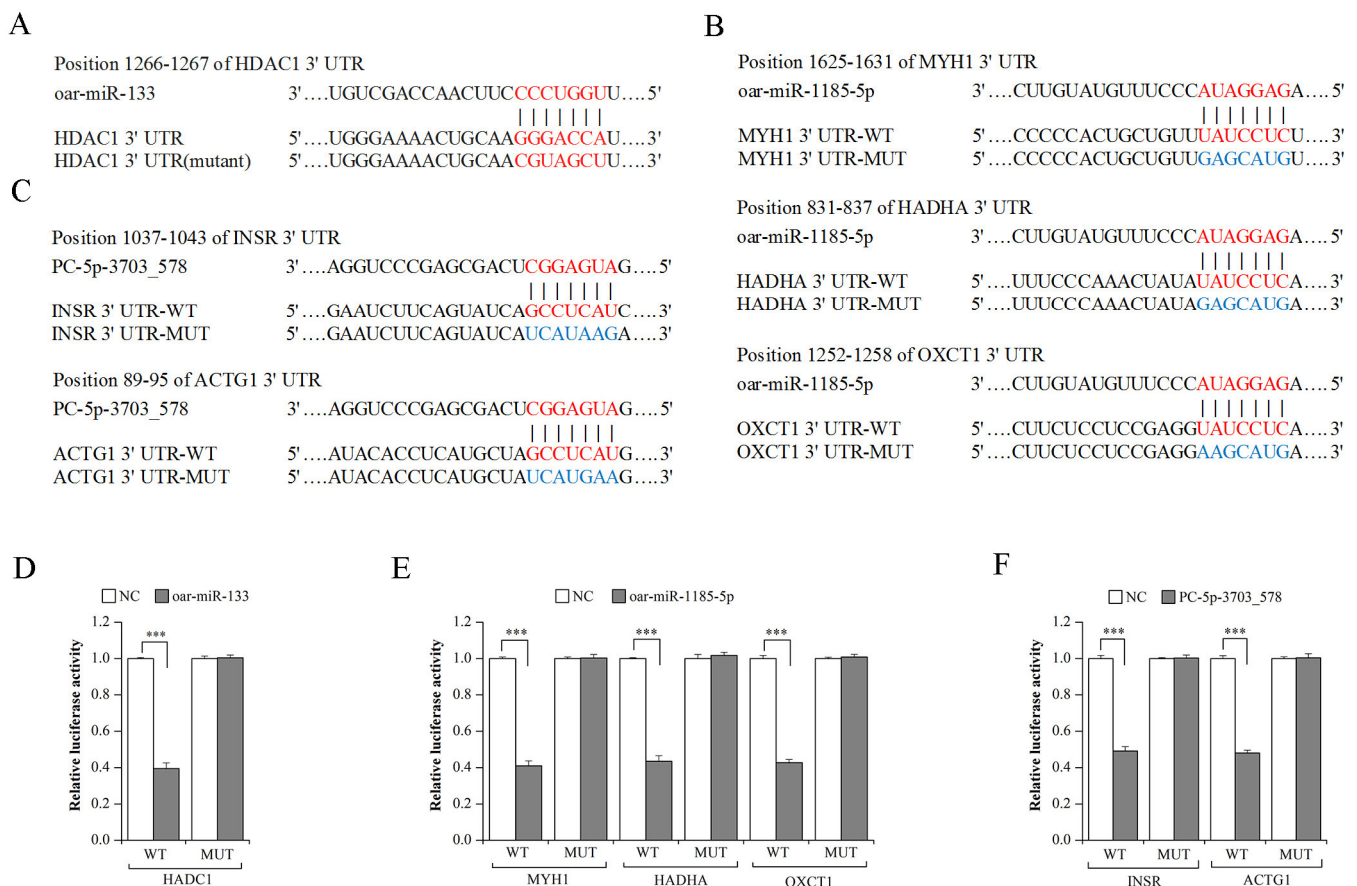 A
Position 1266-1267 of HDAC1 3' UTR
oar-miR-133 3'....UGUCGACCAACUUCCCCUGGUU....5'
HDAC1 3' UTR 5'....UGGGAAAACUGCAAGGGACCAU....3'
HDAC1 3' UTR(mutant) 5'....UGGGAAAACUGCAACGUAGCUU....3'
B
Position 1625-1631 of MYH1 3' UTR
oar-miR-1185-5p 3'....CUUGUAUGUUUCCCAUAGGAGA....5'
MYH1 3' UTR-WT 5'....CCCCCACUGCUGUUUAUCCUCU....3'
MYH1 3' UTR-MUT 5'....CCCCCACUGCUGUUGAGCAUGU....3'
Position 831-837 of HADHA 3' UTR
oar-miR-1185-5p 3'....CUUGUAUGUUUCCCAUAGGAGA....5'
HADHA 3' UTR-WT 5'....UUUCCCAAACUAUAUAUCCUCA....3'
HADHA 3' UTR-MUT 5'....UUUCCCAAACUAUAGAGCAUGA....3'
Position 1252-1258 of OXCT1 3' UTR
oar-miR-1185-5p 3'....CUUGUAUGUUUCCCAUAGGAGA....5'
OXCT1 3' UTR-WT 5'....CUUCUCCUCCGAGGUAUCCUCA....3'
OXCT1 3' UTR-MUT 5'....CUUCUCCUCCGAGGAAGCAUGA....3'
C
Position 1037-1043 of INSR 3' UTR
PC-5p-3703_578 3'....AGGUCCCGAGCGACUCGGAGUAG....5'
INSR 3' UTR-WT 5'....GAAUCUUCAGUAUCAGCCUCAUC....3'
INSR 3' UTR-MUT 5'....GAAUCUUCAGUAUCAUCAUAAGA....3'
Position 89-95 of ACTG1 3' UTR
PC-5p-3703_578 3'....AGGUCCCGAGCGACUCGGAGUAG....5'
ACTG1 3' UTR-WT 5'....AUACACCUCAUGCUAGCCUCAUG....3'
ACTG1 3' UTR-MUT 5'....AUACACCUCAUGCUAUCAUGAAG....3'
D
NC oar-miR-133
Relative luciferase activity
1.2
1.0
0.8
0.6
0.4
0.2
0.0
***
WT MUT
HADC1
E
NC oar-miR-1185-5p
Relative luciferase activity
1.2
1.0
0.8
0.6
0.4
0.2
0.0
*** *** ***
WT MUT WT MUT WT MUT
MYH1 HADHA OXCT1
F
NC PC-5p-3703_578
Relative luciferase activity
1.2
1.0
0.8
0.6
0.4
0.2
0.0
*** ***
WT MUT WT MUT
INSR ACTG1